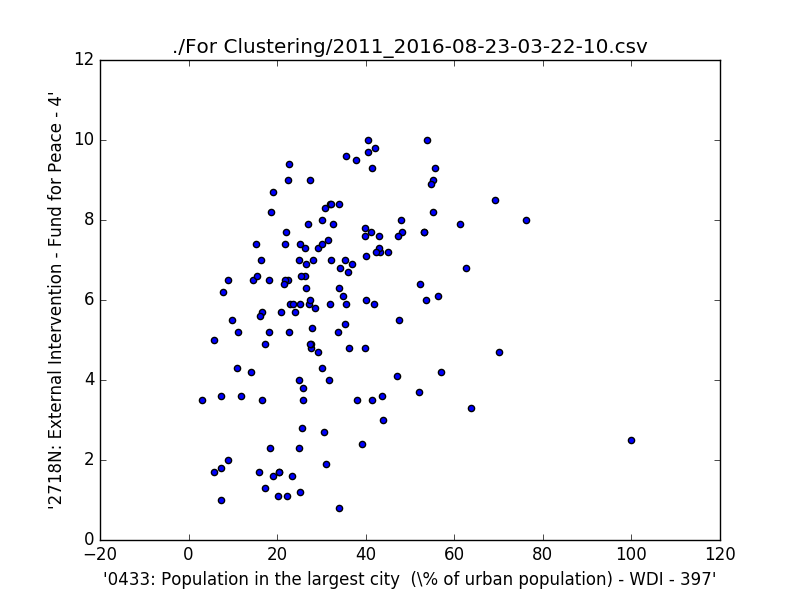 ./For Clustering/2011_2016-08-23-03-22-10.csv
12
10
8
6
4
2
0
'2718N: External Intervention - Fund for Peace - 4'
−20 0 20 40 60 80 100 120
'0433: Population in the largest city  (\% of urban population) - WDI - 397'